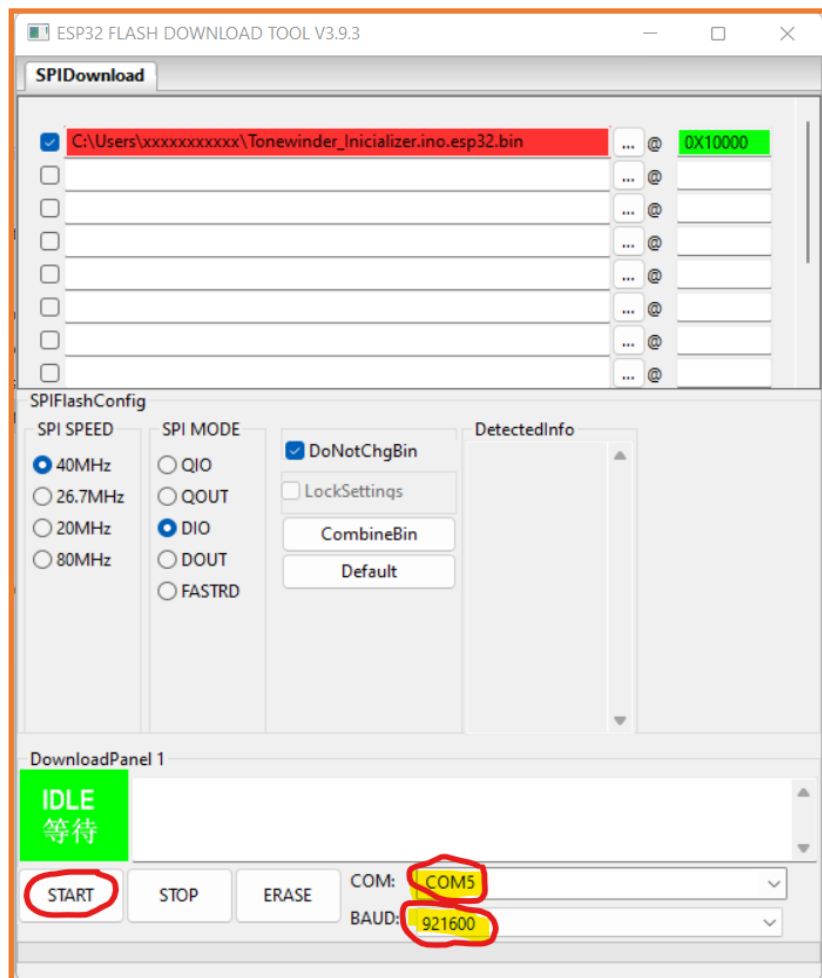 ESP32 FLASH DOWNLOAD TOOL V3.9.3
SPIDownload
C:\Users\xxxxxxxxxxx\Tonewinder_Inicializer.ino.esp32.bin ... @ 0X10000
... @
... @
... @
... @
... @
... @
... @
SPIFlashConfig
SPI SPEED SPI MODE DetectedInfo
DoNotChgBin
40MHz QIO
LockSettings
26.7MHz QOUT
20MHz DIO CombineBin
80MHz DOUT Default
FASTRD
DownloadPanel 1
IDLE
等待
START STOP ERASE COM: COM5
BAUD: 921600